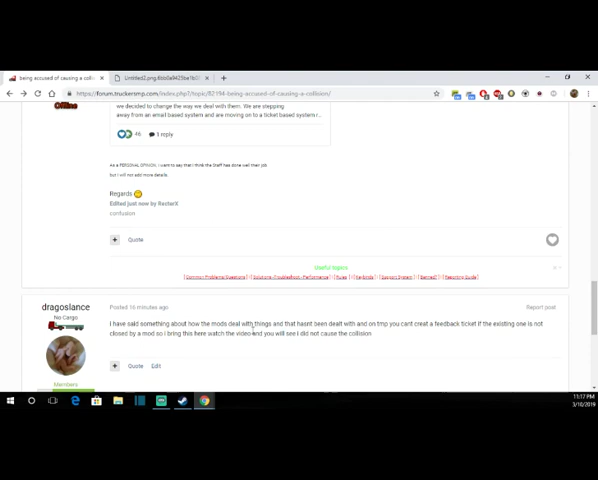 being accused of causing a collis
Untitled2.png
https://forum.truckersmp.com/index.php?/topic/82194-being-accused-of-causing-a-collision/
Offline
we decided to change the way we deal with them. We are stepping
away from an email based system and are moving on to a ticket based system r...
46
1 reply
As a PERSONAL OPINION, I want to say that I think the Staff has done well their job
but I will not add more details.
Regards
Edited just now by RecterX
confusion
Quote
Useful topics
dragoslance
Posted 16 minutes ago
Report post
No Cargo
I have said something about how the mods deal with things and that hasnt been dealt with and on tmp you cant creat a feedback ticket if the existing one is not
closed by a mod so i bring this here watch the video and you will see I did not cause the collision
Quote Edit
Members
11:17 PM
3/10/2019